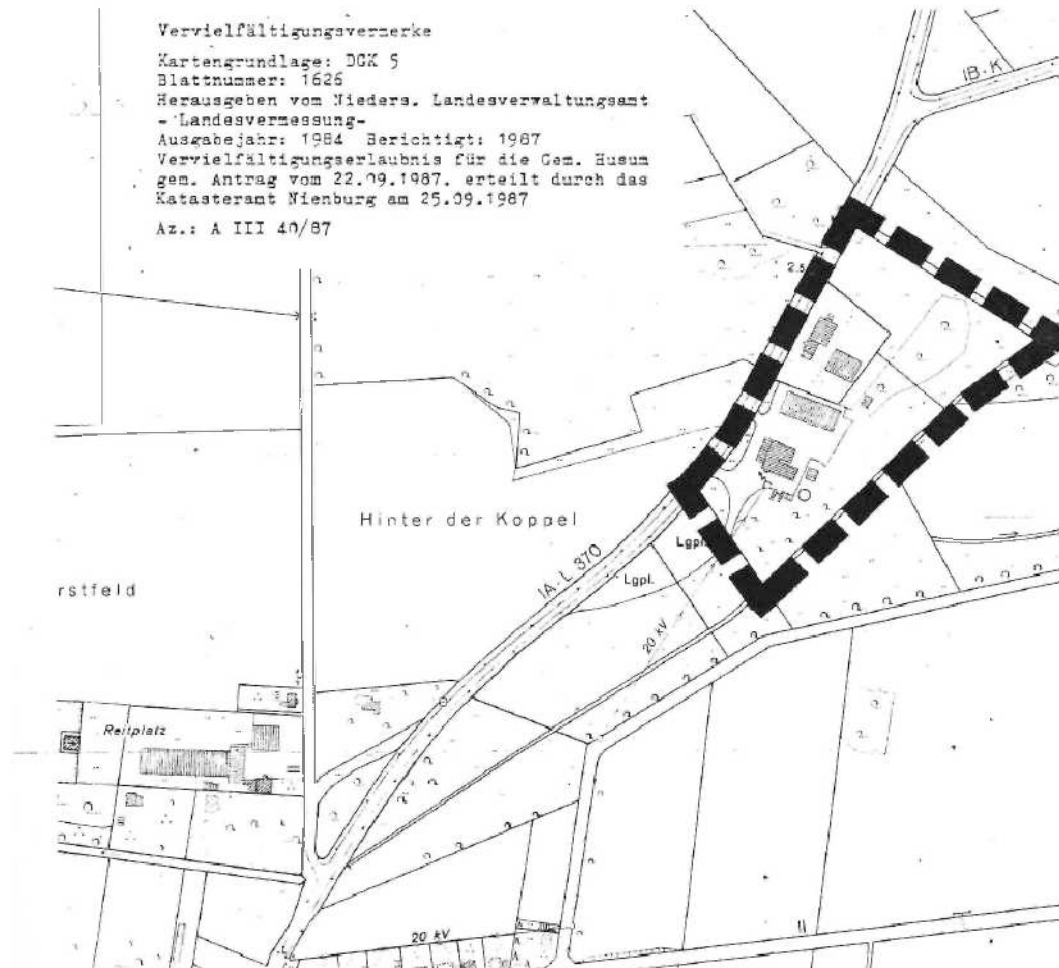 Vervielfältigungsvermerke
Kartengrundlage: DGK 5
Blattnummer: 1626
Herausgeben vom Nieders. Landesverwaltungsamt
- Landesvermessung-
Ausgabejahr: 1984 Berichtigt: 1987
Vervielfältigungserlaubnis für die Gem. Husum
gem. Antrag vom 22.09.1987. erteilt durch das
Katasteramt Nienburg am 25.09.1987
Az.: A III 40/87
IB-K
2.5
Hinter der Koppel
IA-L 370
Lgpl.
Lgpl.
rstfeld
20 kV
Reitplatz
20 kV